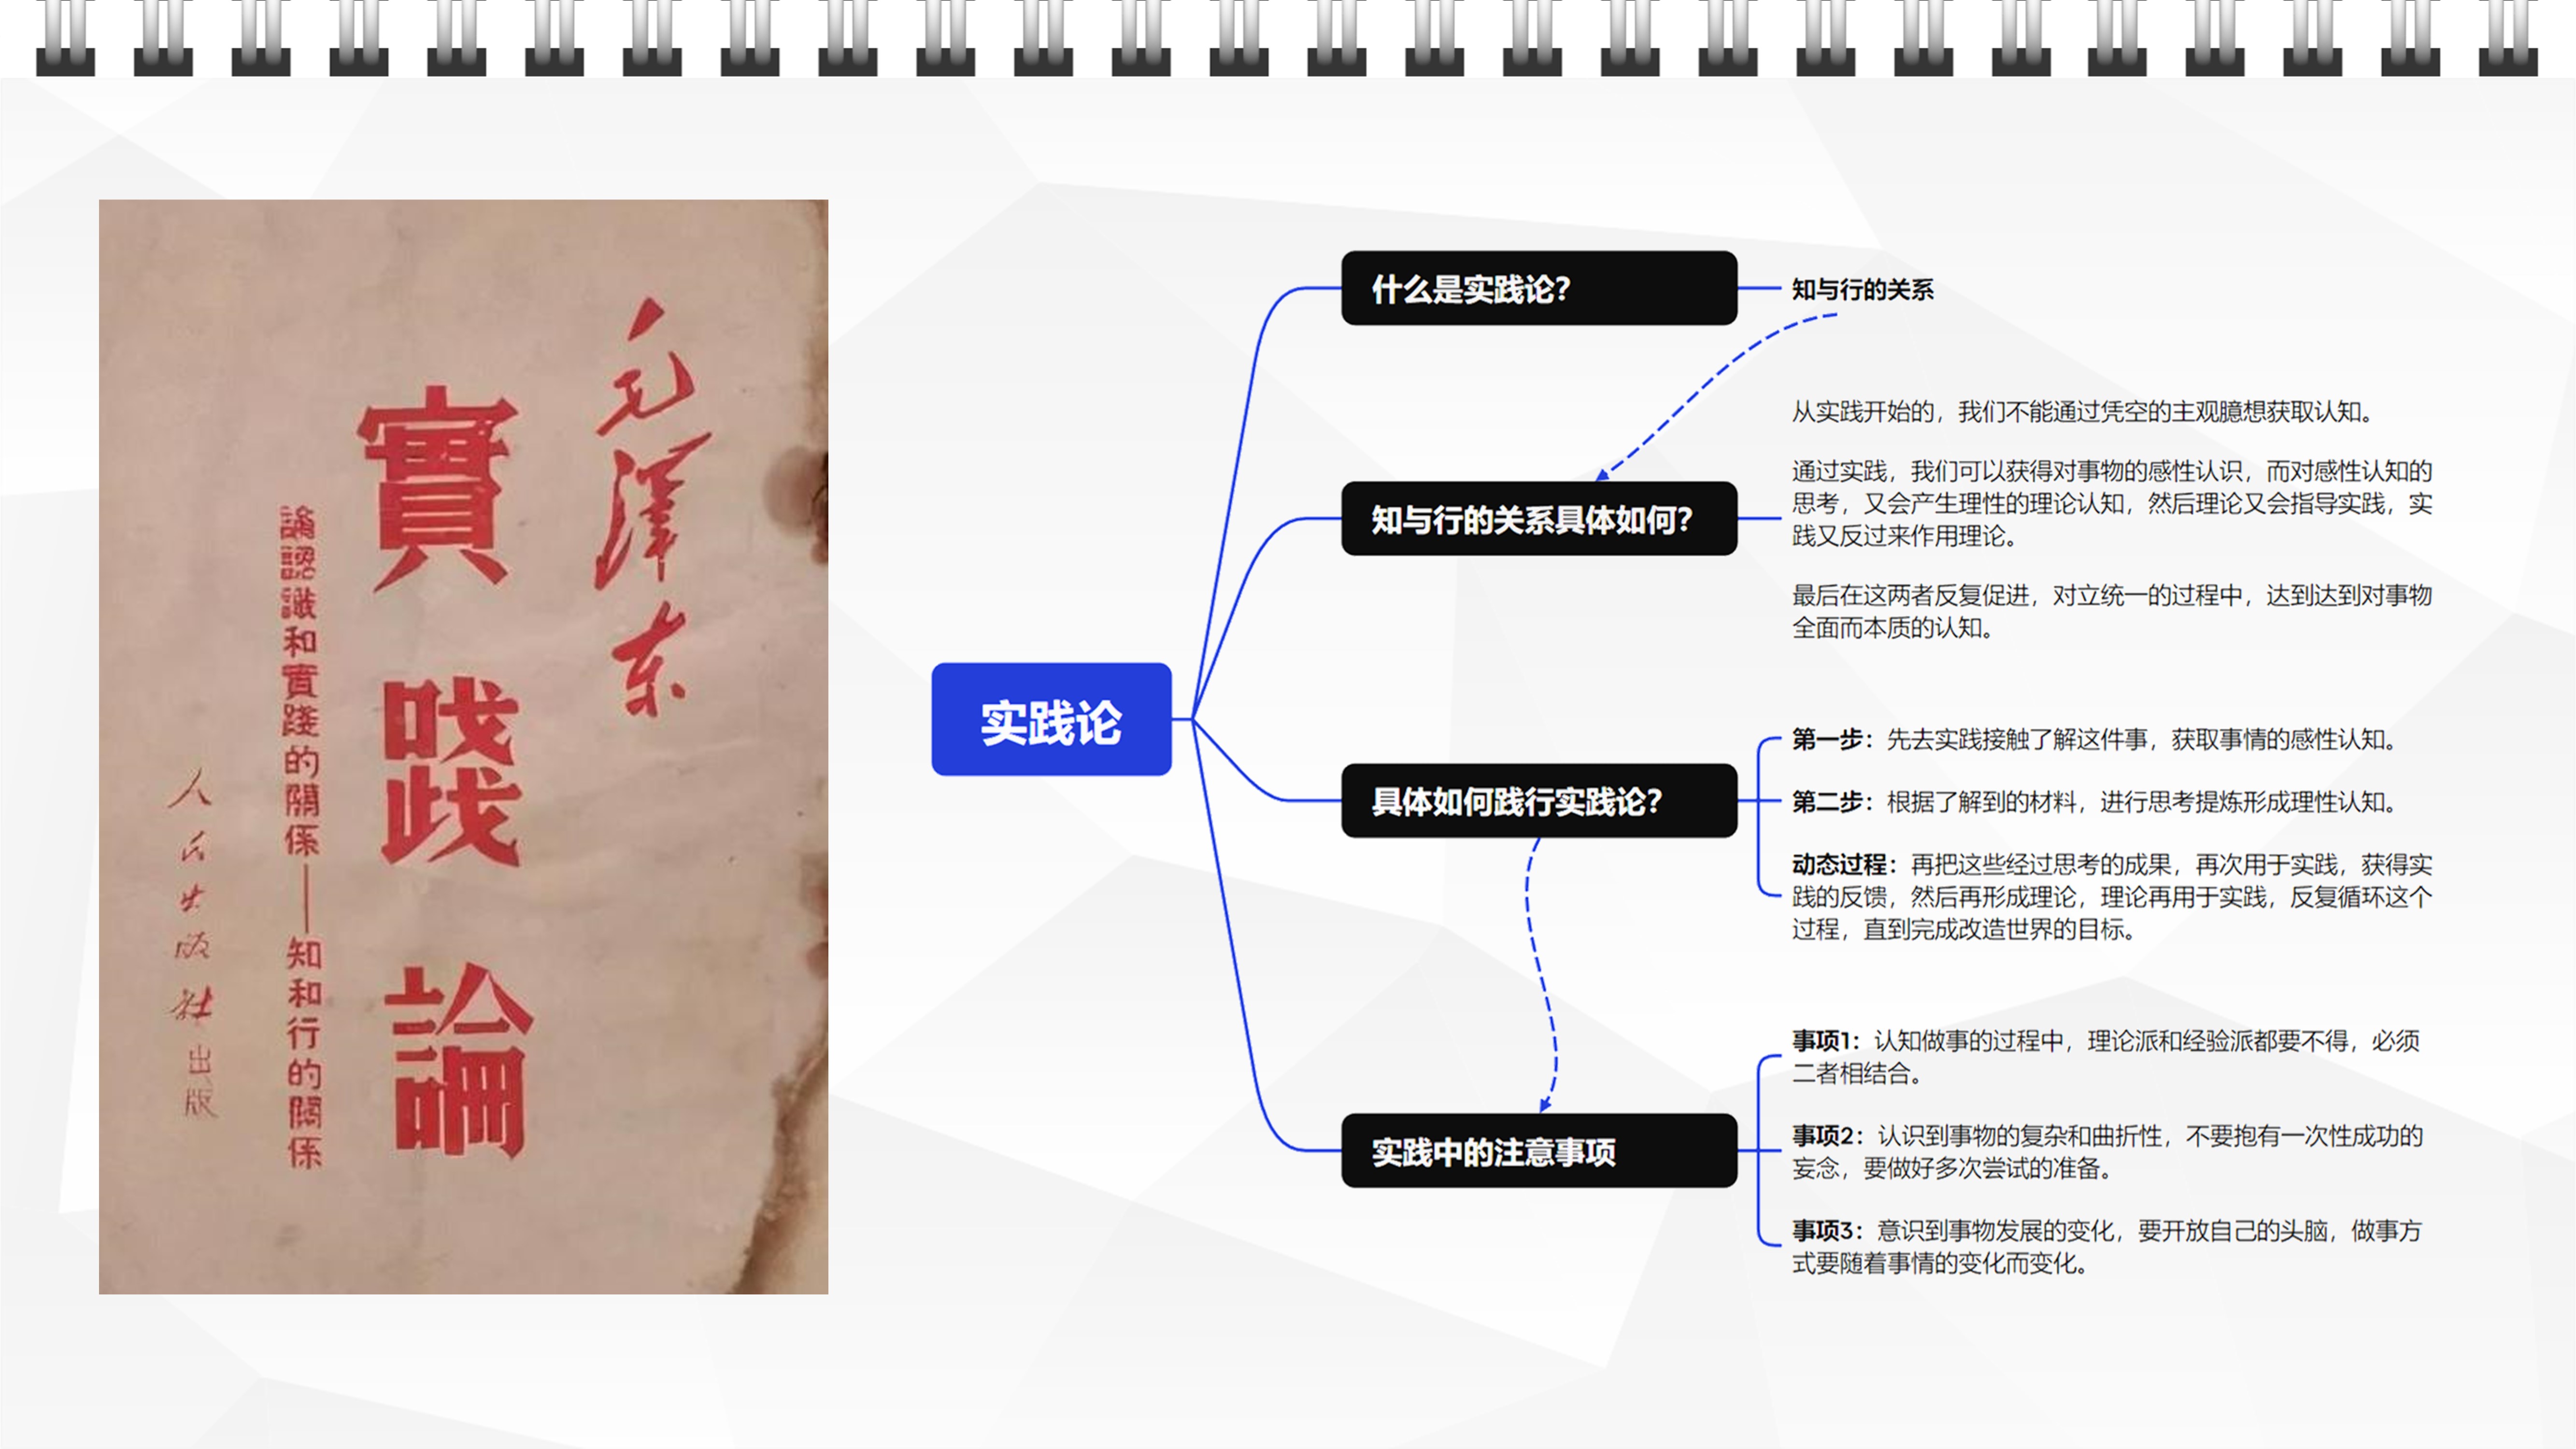 毛泽东
實踐論
論認識和實踐的關係——知和行的關係
人民出版社出版
实践论
什么是实践论？
知与行的关系
知与行的关系具体如何？
从实践开始的，我们不能通过凭空的主观臆想获取认知。
通过实践，我们可以获得对事物的感性认识，而对感性认知的
思考，又会产生理性的理论认知，然后理论又会指导实践，实
践又反过来作用理论。
最后在这两者反复促进，对立统一的过程中，达到达到对事物
全面而本质的认知。
具体如何践行实践论？
第一步：先去实践接触了解这件事，获取事情的感性认知。
第二步：根据了解到的材料，进行思考提炼形成理性认知。
动态过程：再把这些经过思考的成果，再次用于实践，获得实
践的反馈，然后再形成理论，理论再用于实践，反复循环这个
过程，直到完成改造世界的目标。
实践中的注意事项
事项1：认知做事的过程中，理论派和经验派都要不得，必须
二者相结合。
事项2：认识到事物的复杂和曲折性，不要抱有一次性成功的
妄念，要做好多次尝试的准备。
事项3：意识到事物发展的变化，要开放自己的头脑，做事方
式要随着事情的变化而变化。